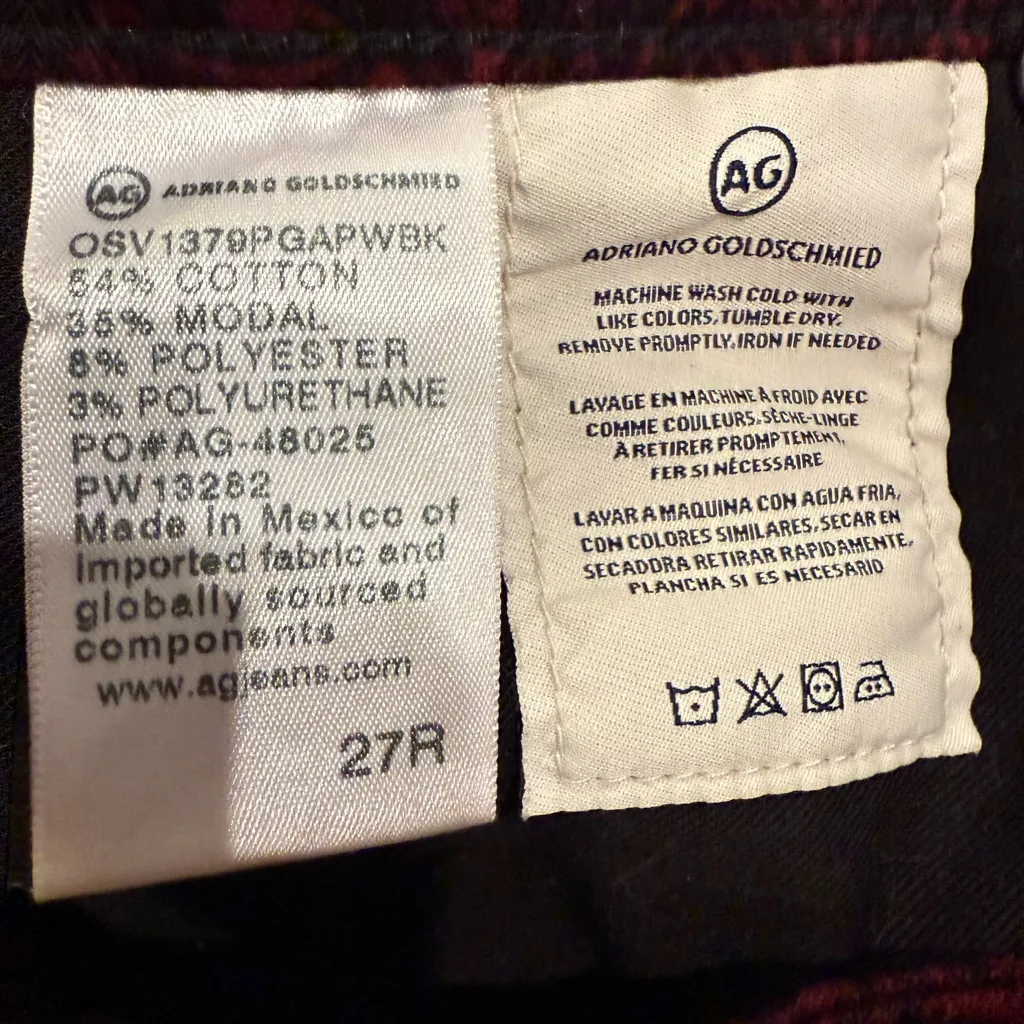 AG ADRIANO GOLDSCHMIED
OSV1379PGAPWBK
54% COTTON
35% MODAL
8% POLYESTER
3% POLYURETHANE
PO#AG-48025
PW13282
Made in Mexico of
imported fabric and
globally sourced
components
www.agjeans.com
27R
AG
ADRIANO GOLDSCHMIED
MACHINE WASH COLD WITH
LIKE COLORS, TUMBLE DRY.
REMOVE PROMPTLY, IRON IF NEEDED
LAVAGE EN MACHINE À FROID AVEC
COMME COULEURS, SÈCHE-LINGE
À RETIRER PROMPTEMENT,
FER SI NÉCESSAIRE
LAVAR A MAQUINA CON AGUA FRIA,
CON COLORES SIMILARES, SECAR EN
SECADORA RETIRAR RAPIDAMENTE,
PLANCHA SI ES NECESARIO